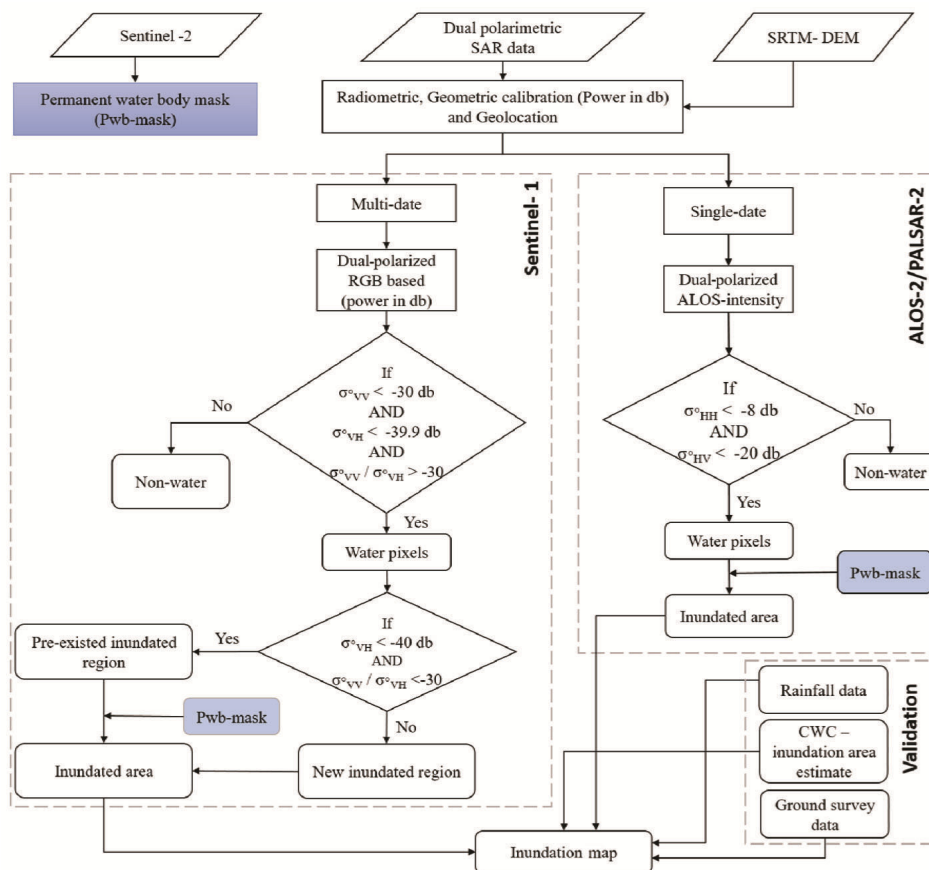 Sentinel -2
Dual polarimetric
SAR data
SRTM- DEM
Permanent water body mask
(Pwb-mask)
Radiometric, Geometric calibration (Power in db)
and Geolocation
Sentinel- 1
Multi-date
Dual-polarized
RGB based
(power in db)
If
σ°VV < -30 db
AND
σ°VH < -39.9 db
AND
σ°VV / σ°VH > -30
No
Non-water
Yes
Water pixels
If
σ°VH < -40 db
AND
σ°VV / σ°VH <-30
Yes
Pre-existed inundated
region
Pwb-mask
No
Inundated area
New inundated region
ALOS-2/PALSAR-2
Single-date
Dual-polarized
ALOS-intensity
If
σ°HH < -8 db
AND
σ°HV < -20 db
No
Non-water
Yes
Water pixels
Pwb-mask
Inundated area
Validation
Rainfall data
CWC –
inundation area
estimate
Ground survey
data
Inundation map